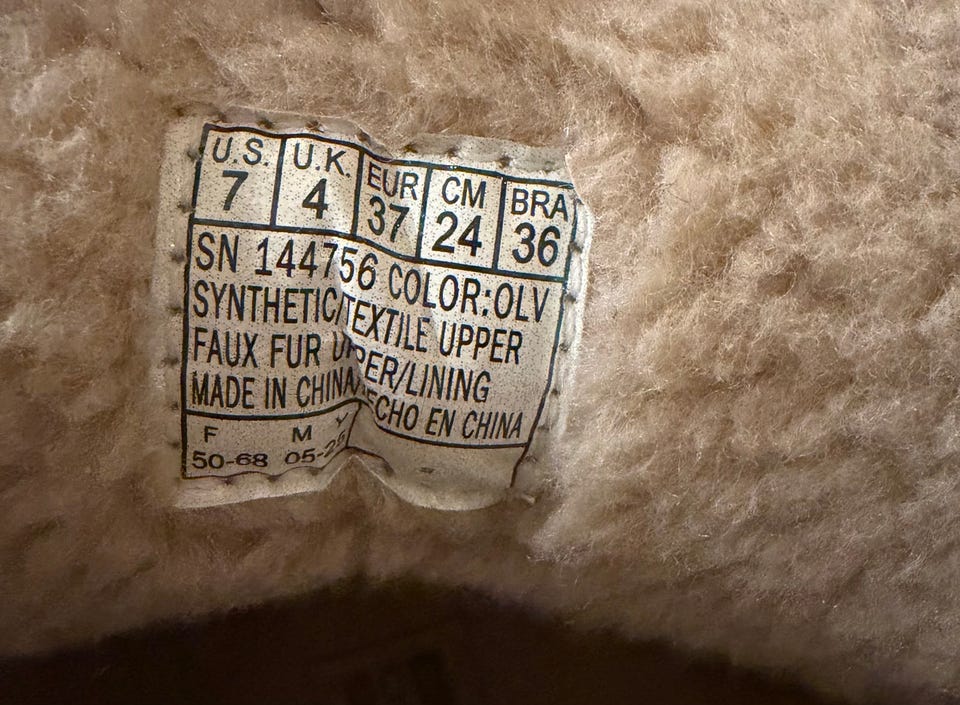 U.S. U.K. EUR CM BRA
7 4 37 24 36
SN 144756 COLOR:OLV
SYNTHETIC/TEXTILE UPPER
FAUX FUR UPPER/LINING
MADE IN CHINA/HECHO EN CHINA
F M Y
50-68 05-25